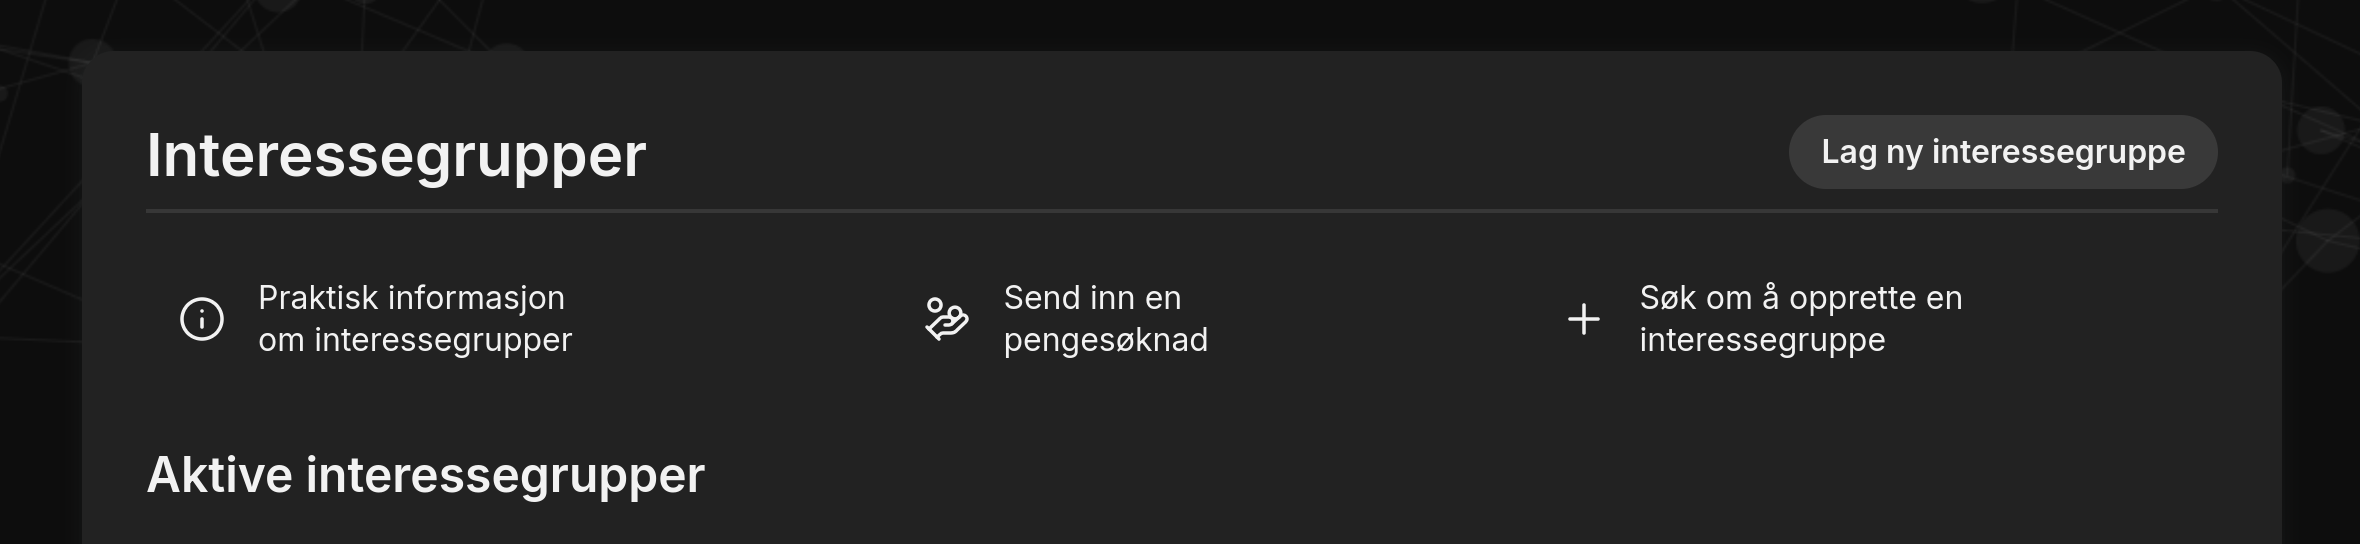 Interessegrupper
Lag ny interessegruppe
Praktisk informasjon
om interessegrupper
Send inn en
pengesøknad
Søk om å opprette en
interessegruppe
Aktive interessegrupper